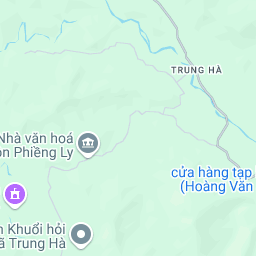 TRUNG HÀ
Nhà văn hoá
ôn Phiềng Ly
cửa hàng tạp
(Hoàng Văn
Khuổi hỏi
ã Trung Hà